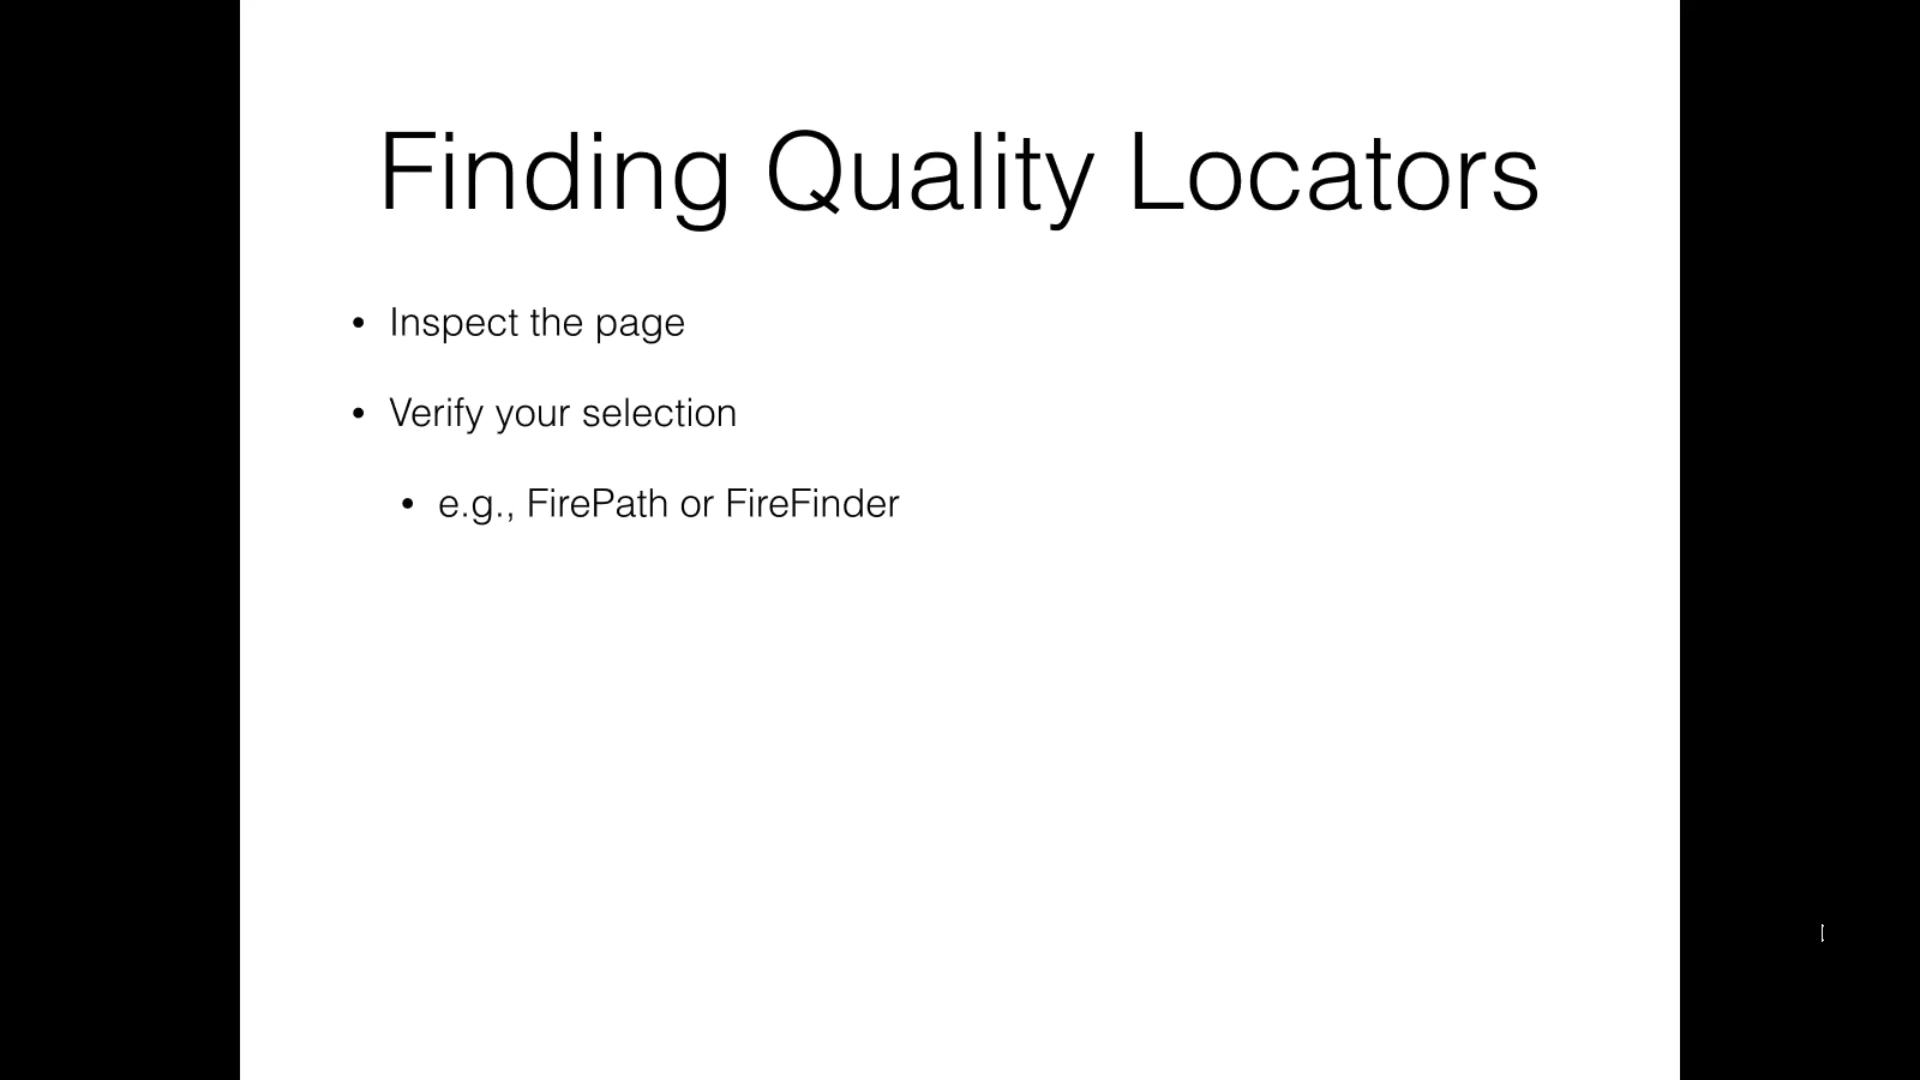 Finding Quality Locators
• Inspect the page
• Verify your selection
• e.g., FirePath or FireFinder